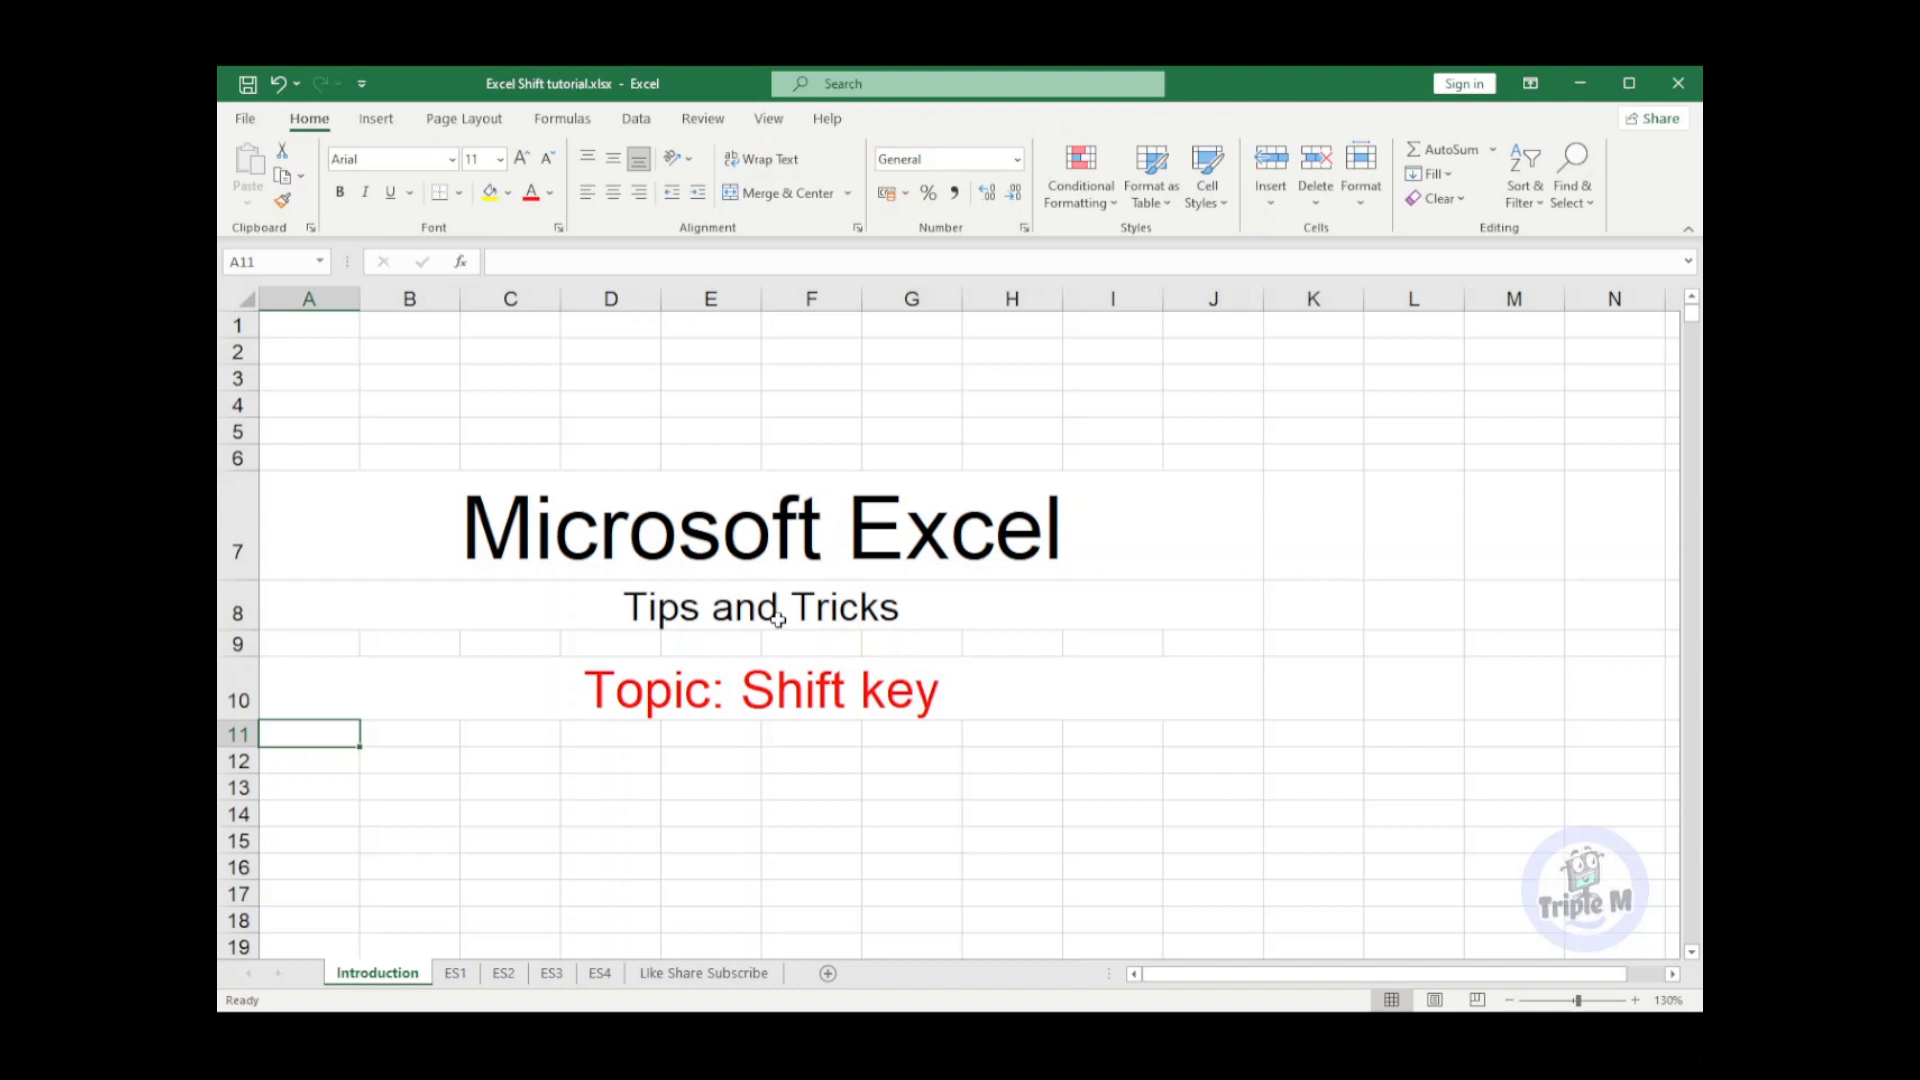 Excel Shift tutorial.xlsx - Excel
Search
Sign in
File Home Insert Page Layout Formulas Data Review View Help
Share
Paste
Arial
11
Wrap Text
General
Conditional Formatting
Format as Table
Cell Styles
Insert
Delete
Format
AutoSum
Fill
Clear
Sort & Filter
Find & Select
B I U
Merge & Center
Clipboard
Font
Alignment
Number
Styles
Cells
Editing
A11
fx
A B C D E F G H I J K L M N
1
2
3
4
5
6
7 Microsoft Excel
8 Tips and Tricks
9
10 Topic: Shift key
11
12
13
14
15
16
17
18
19
Triple M
Introduction ES1 ES2 ES3 ES4 Like Share Subscribe
Ready
130%